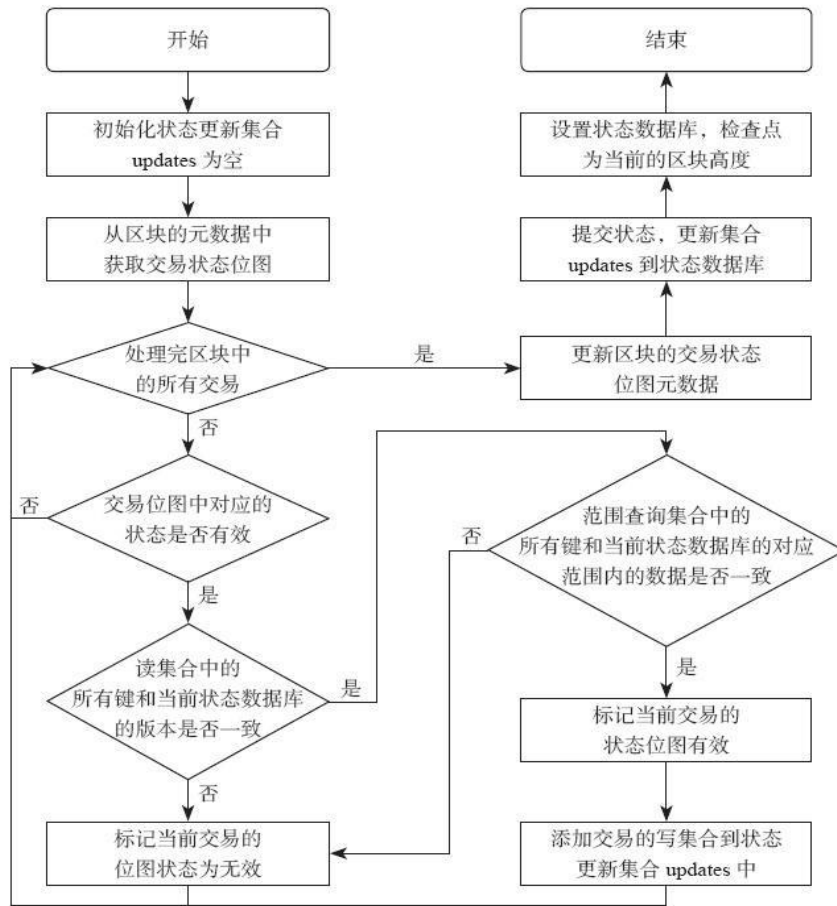 开始
初始化状态更新集合
updates 为空
从区块的元数据中
获取交易状态位图
处理完区块中
的所有交易
是
否
交易位图中对应的
状态是否有效
否
是
读集合中的
所有键和当前状态数据库
的版本是否一致
是
否
标记当前交易的
位图状态为无效
结束
设置状态数据库，检查点
为当前的区块高度
提交状态，更新集合
updates 到状态数据库
更新区块的交易状态
位图元数据
范围查询集合中的
所有键和当前状态数据库的对应
范围内的数据是否一致
否
是
标记当前交易的
状态位图有效
添加交易的写集合到状态
更新集合 updates 中